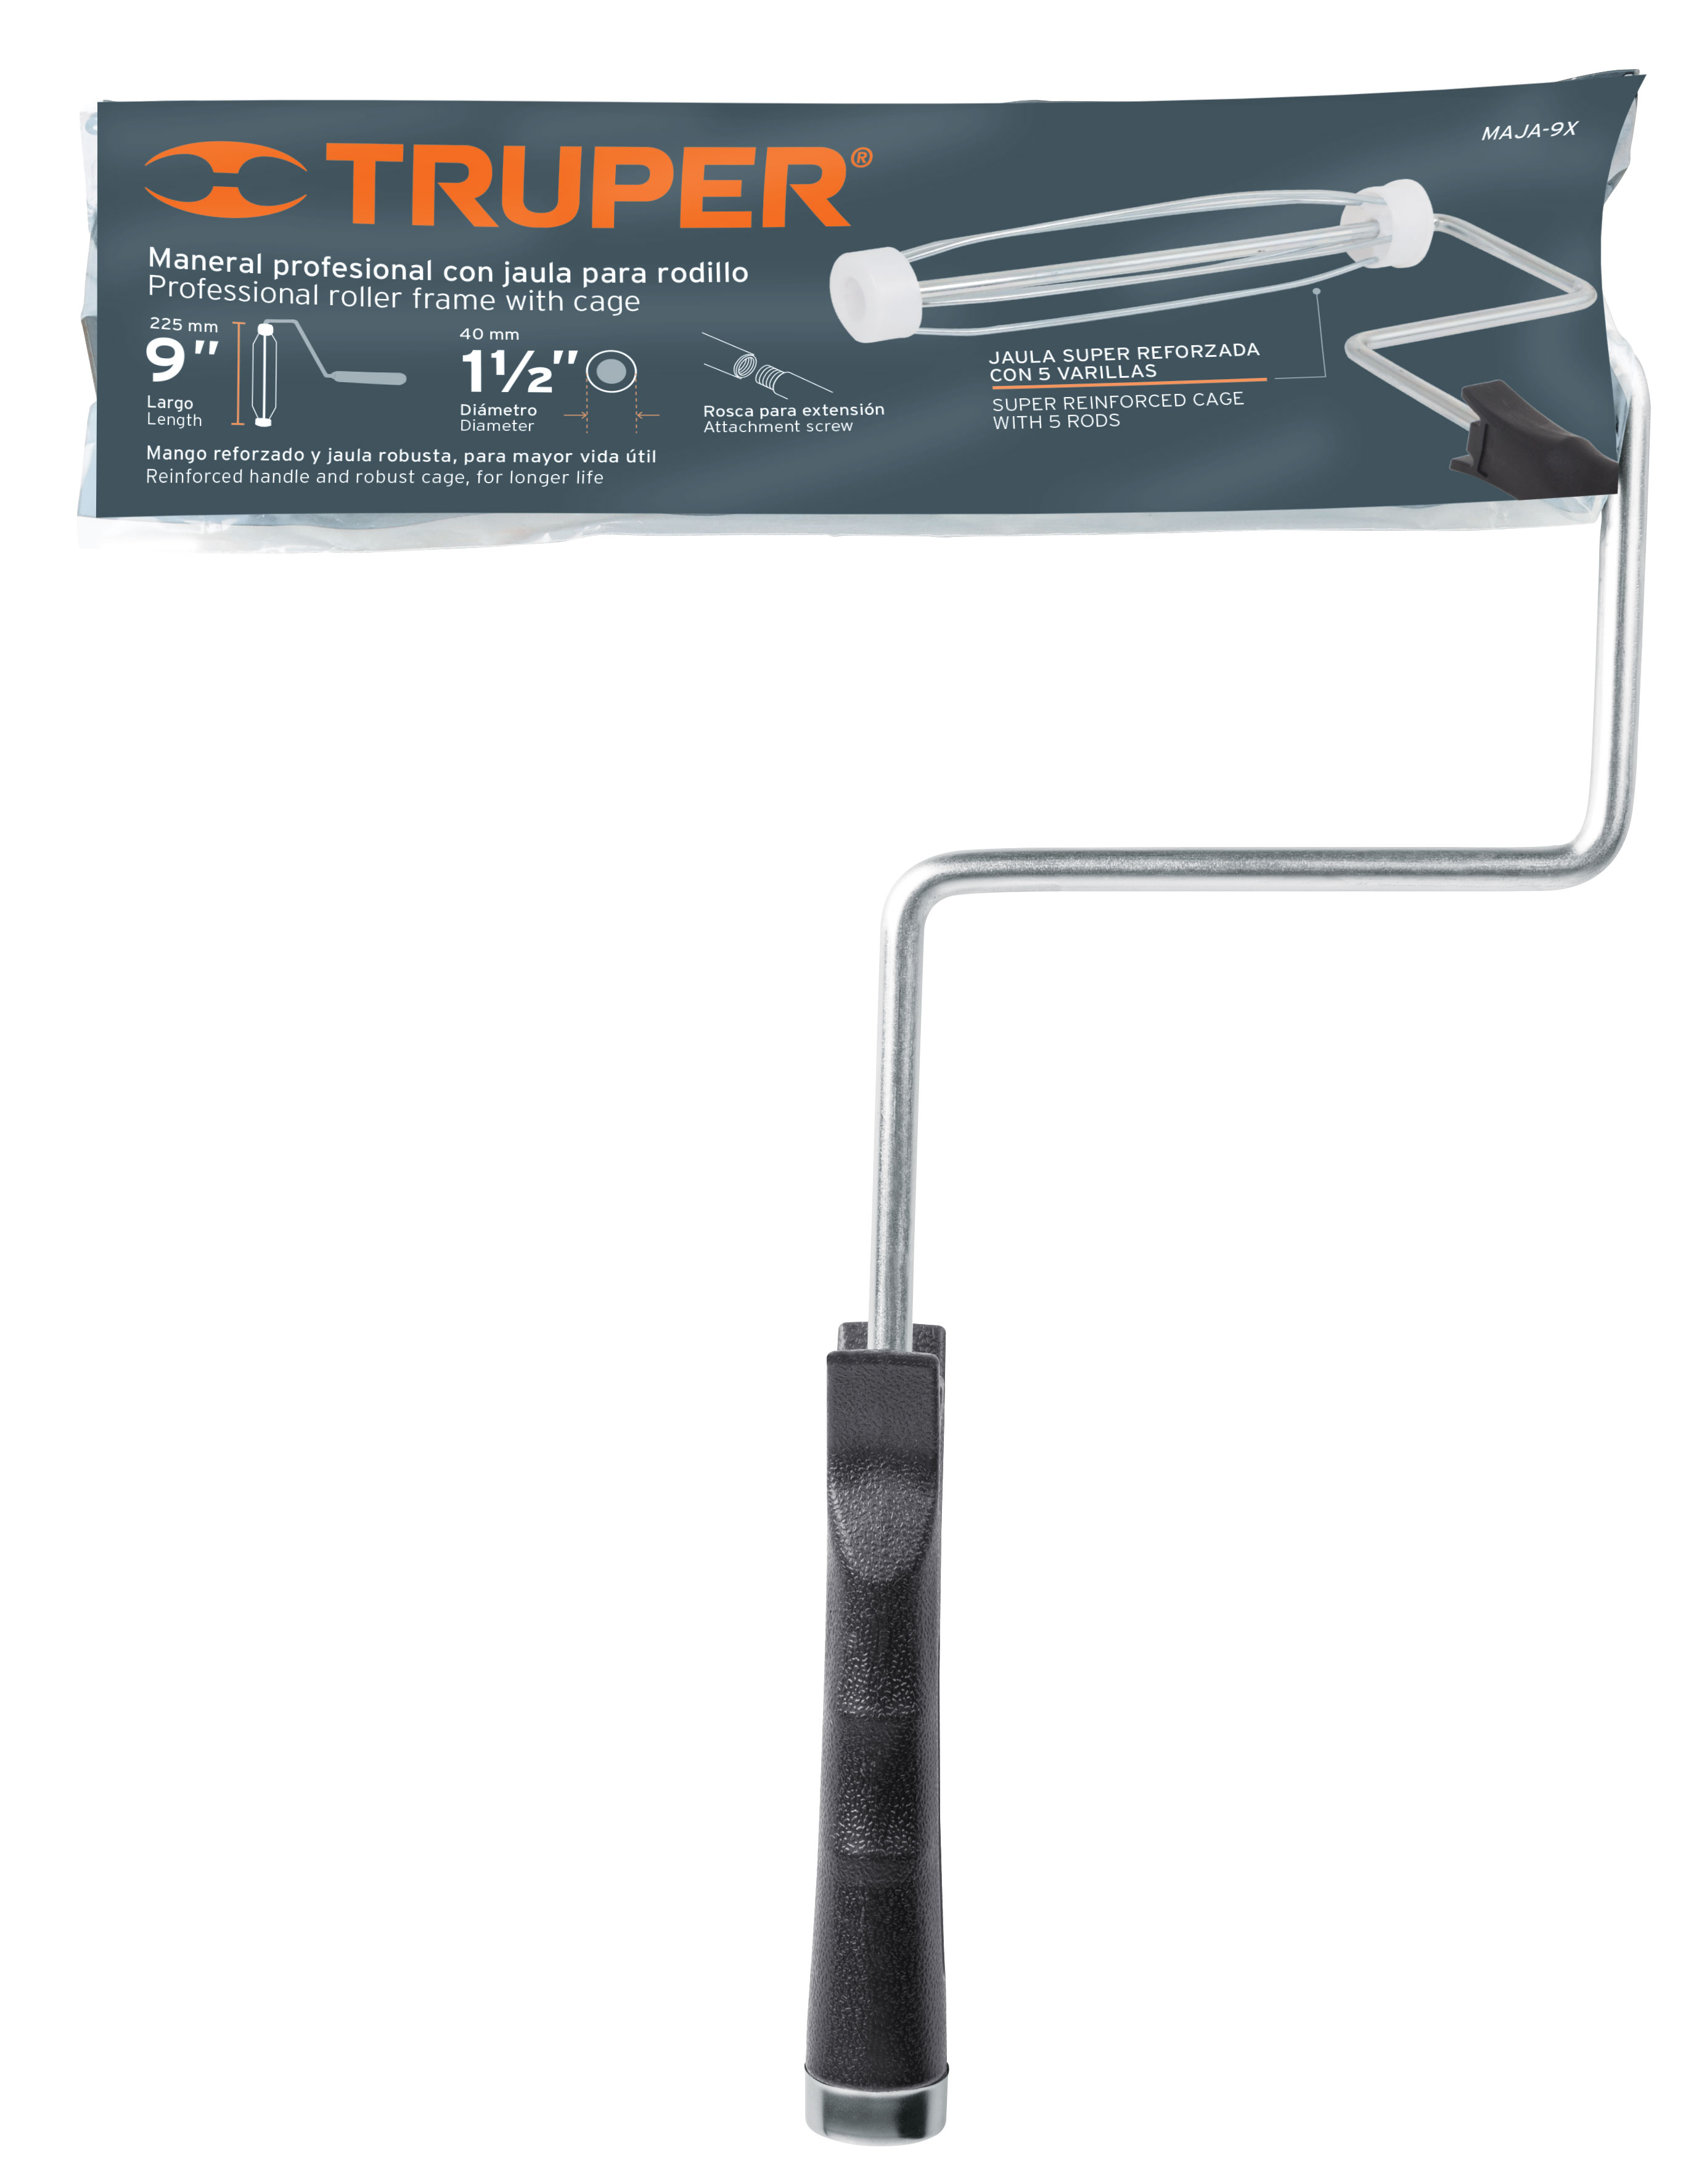 MAJA-9X
TRUPER®
Maneral profesional con jaula para rodillo
Professional roller frame with cage
225 mm
9"
Largo
Length
40 mm
1½"
Diámetro
Diameter
Rosca para extensión
Attachment screw
JAULA SUPER REFORZADA
CON 5 VARILLAS
SUPER REINFORCED CAGE
WITH 5 RODS
Mango reforzado y jaula robusta, para mayor vida útil
Reinforced handle and robust cage, for longer life